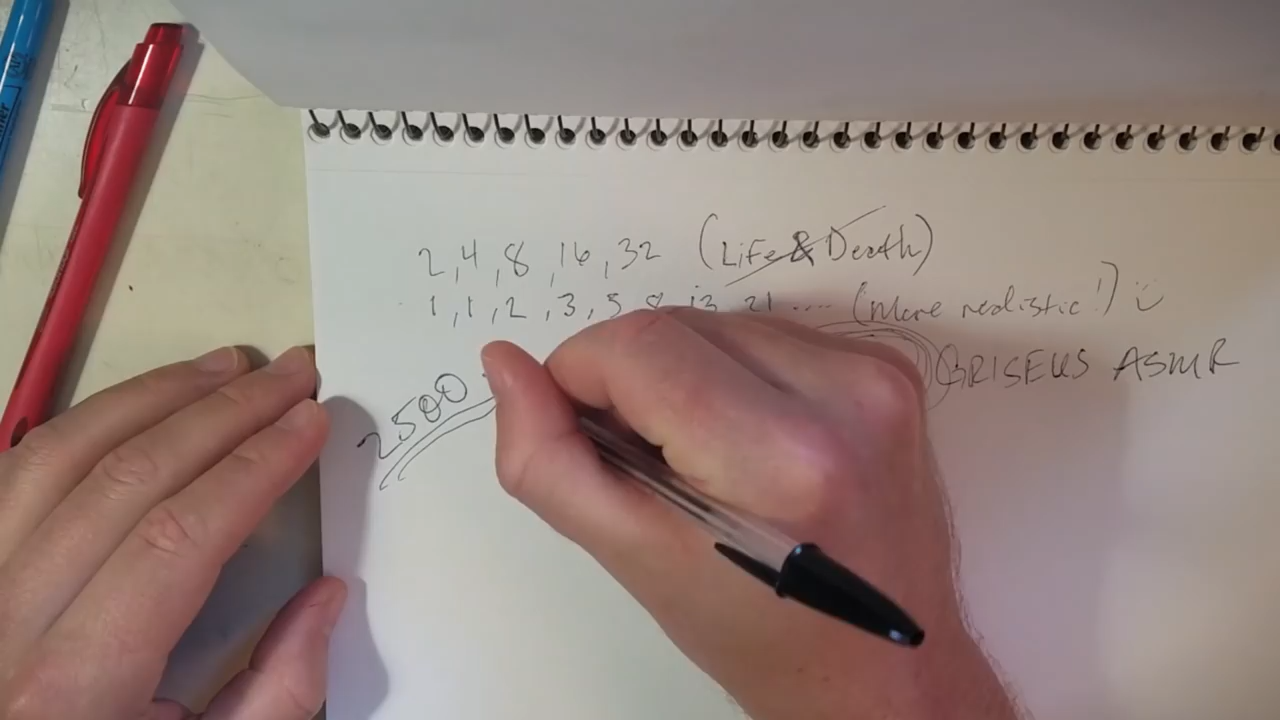 2, 4, 8, 16, 32 (Life & Death)
1, 1, 2, 3, 5 8 13 21 .... (More realistic!)
GRISEUS ASMR
2500